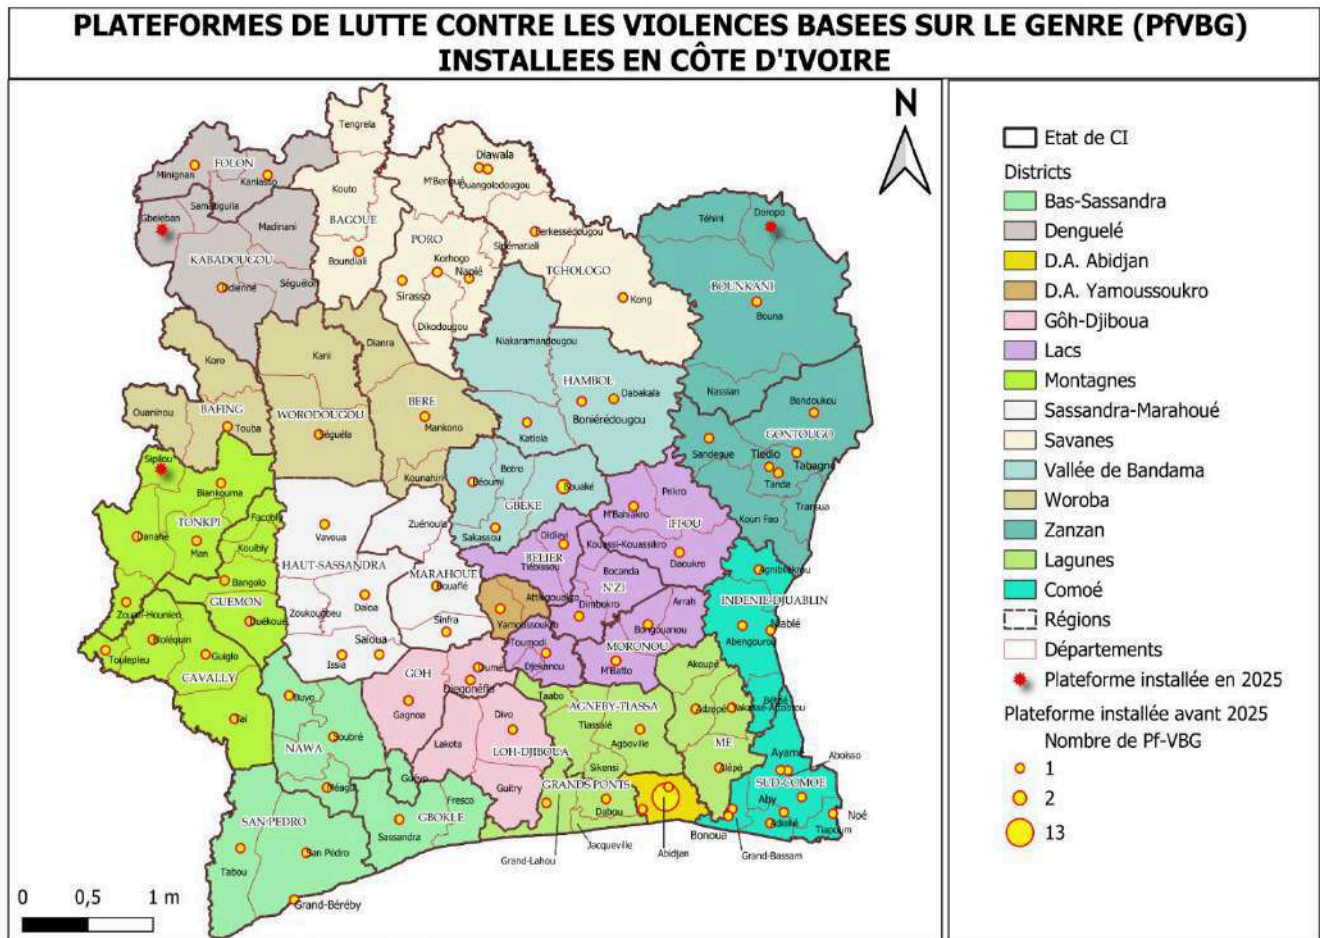 PLATEFORMES DE LUTTE CONTRE LES VIOLENCES BASEES SUR LE GENRE (PfVBG)
INSTALLEES EN CÔTE D'IVOIRE
N
Tengrela
Diawala
Minignan
FOLON
Kaniasso
M'Bengué
Ouangolodougou
Kouto
Samatiguila
Gbeleban
Madinani
BAGOUE
Téhini
Doropo
PORO
Ferkessédougou
Sinématiali
KABADOUGOU
Boundiali
Korhogo
Napié
TCHOLOGO
Odienné
Séguélon
Sirasso
Kong
BOUNKANI
Bouna
Dikodougou
Dianra
Niakaramandougou
Koro
Kani
HAMBOL
Dabakala
Nassian
Ouaninou
BAFING
WORODOUGOU
BERE
Boniérédougou
Bondoukou
Touba
Séguéla
Mankono
Katiola
GONTOUGO
Sandegue
Sipilou
Tiedio
Tabagne
Kounahiri
Botro
Biankouma
Béoumi
Bouaké
Prikro
Tanda
Transua
GBEKE
M'Bahiakro
Koun Fao
TONKPI
Facobly
Zuénoula
Vavoua
Sakassou
IFFOU
Danané
Man
Kouibly
Didievi
Kouassi-Kouassikro
BELIER
Tiébissou
Daoukro
HAUT-SASSANDRA
MARAHOUE
Bocanda
Agnibilékrou
Bangolo
Bouaflé
N'ZI
INDENIE-DJUABLIN
GUEMON
Zouan-Hounien
Zoukougbeu
Daloa
Attiégouakro
Arrah
Duékoué
Dimbokro
Niablé
Sinfra
Yamoussoukro
Bongouanou
Abengourou
Bloléquin
Saioua
Toumodi
Toulepleu
Guiglo
Issia
Djekanou
MORONOU
M'Batto
CAVALLY
GOH
Oumé
Akoupé
Diegonéfla
Buyo
Taabo
AGNEBY-TIASSA
Gagnoa
Adzopé
Yakassé-Attobrou
Béttié
Tai
Divo
Tiassalé
Soubré
NAWA
Lakota
LOH-DJIBOUA
Agboville
ME
Ayamé
Aboisso
Sikensi
Alépé
Méagui
Guéyo
Guitry
GRANDS PONTS
SUD-COMOE
Fresco
Aby
SAN PEDRO
GBOKLE
Dabou
Adiaké
Noé
Sassandra
Tiapoum
Bonoua
Jacqueville
San Pédro
Grand-Lahou
Abidjan
Grand-Bassam
Tabou
Grand-Béréby
0 0,5 1 m
Etat de CI
Districts
Bas-Sassandra
Denguelé
D.A. Abidjan
D.A. Yamoussoukro
Gôh-Djiboua
Lacs
Montagnes
Sassandra-Marahoué
Savanes
Vallée de Bandama
Woroba
Zanzan
Lagunes
Comoé
Régions
Départements
Plateforme installée en 2025
Plateforme installée avant 2025
Nombre de Pf-VBG
1
2
13